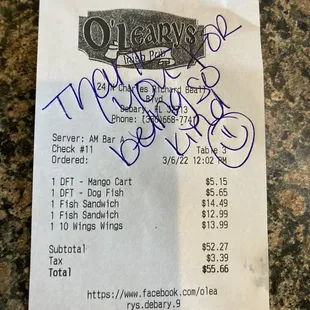 O'LEARYS
Irish Pub
THANK YOU FOR being so kind
24 N Charles Richard Beall
Blvd
Debary, FL 32713
Phone: (386)668-7741
Server: AM Bar A
Check #11 Table 3
Ordered: 3/6/22 12:02 PM
1 DFT - Mango Cart $5.15
1 DFT - Dog Fish $5.65
1 Fish Sandwich $14.49
1 Fish Sandwich $12.99
1 10 Wings Wings $13.99
Subtotal $52.27
Tax $3.39
Total $55.66
https://www.facebook.com/olea
rys.debary.9